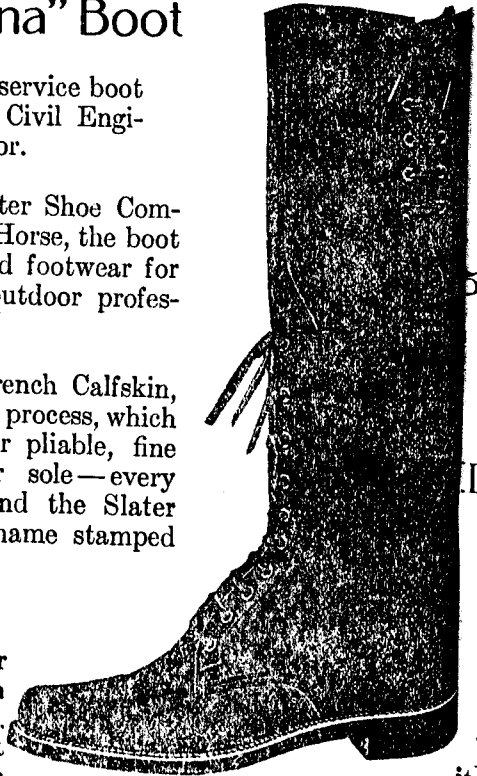 na” Boot
service boot
Civil Engi-
or.
ter Shoe Com-
Horse, the boot
d footwear for
outdoor profes-
rench Calfskin,
process, which
r pliable, fine
r sole—every
nd the Slater
name stamped
r